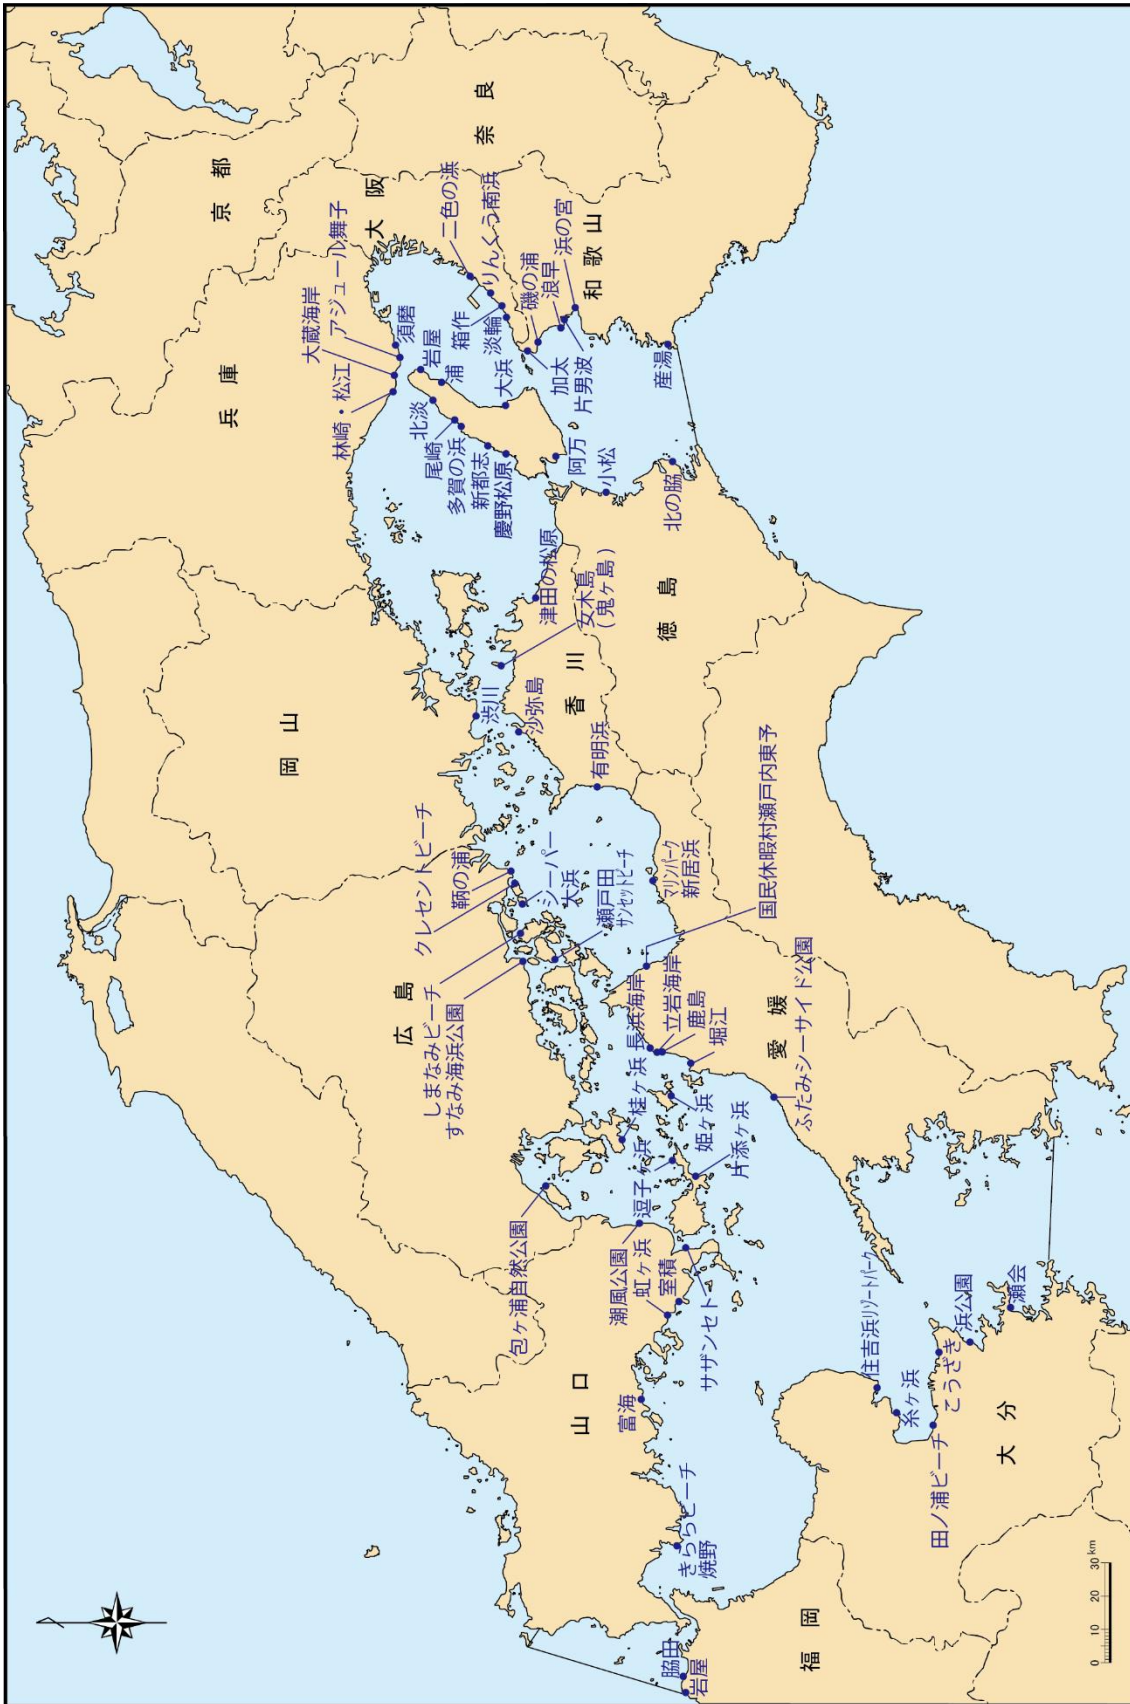 京都
兵庫
大阪
奈良
和歌山
岡山
広島
山口
香川
徳島
愛媛
福岡
大分
林崎・松江
大蔵海岸
アジュール舞子
須磨
岩屋
浦
北淡
尾崎
多賀の浜
新都志
慶野松原
大浜
阿万
二色の浜
りんくう南浜
箱作
淡輪
磯の浦
浪早
浜の宮
加太
片男波
産湯
小松
北の脇
津田の松原
女木島
(鬼ヶ島)
渋川
沙弥島
有明浜
クレセントビーチ
鞆の浦
シーパーク
大浜
しまなみビーチ
すなみ海浜公園
瀬戸田
サンセットビーチ
マリンパーク
新居浜
国民休暇村瀬戸内東予
長浜海岸
立岩海岸
鹿島
堀江
ふたみシーサイド公園
桂ヶ浜
姫ヶ浜
逗子ヶ浜
片添ヶ浜
包ヶ浦自然公園
潮風公園
虹ヶ浜
室積
サザンセト
富海
きららビーチ
焼野
脇田
岩屋
住吉浜リゾートパーク
糸ヶ浜
田ノ浦ビーチ
こうざき
浜公園
瀬会
0 10 20 30 km